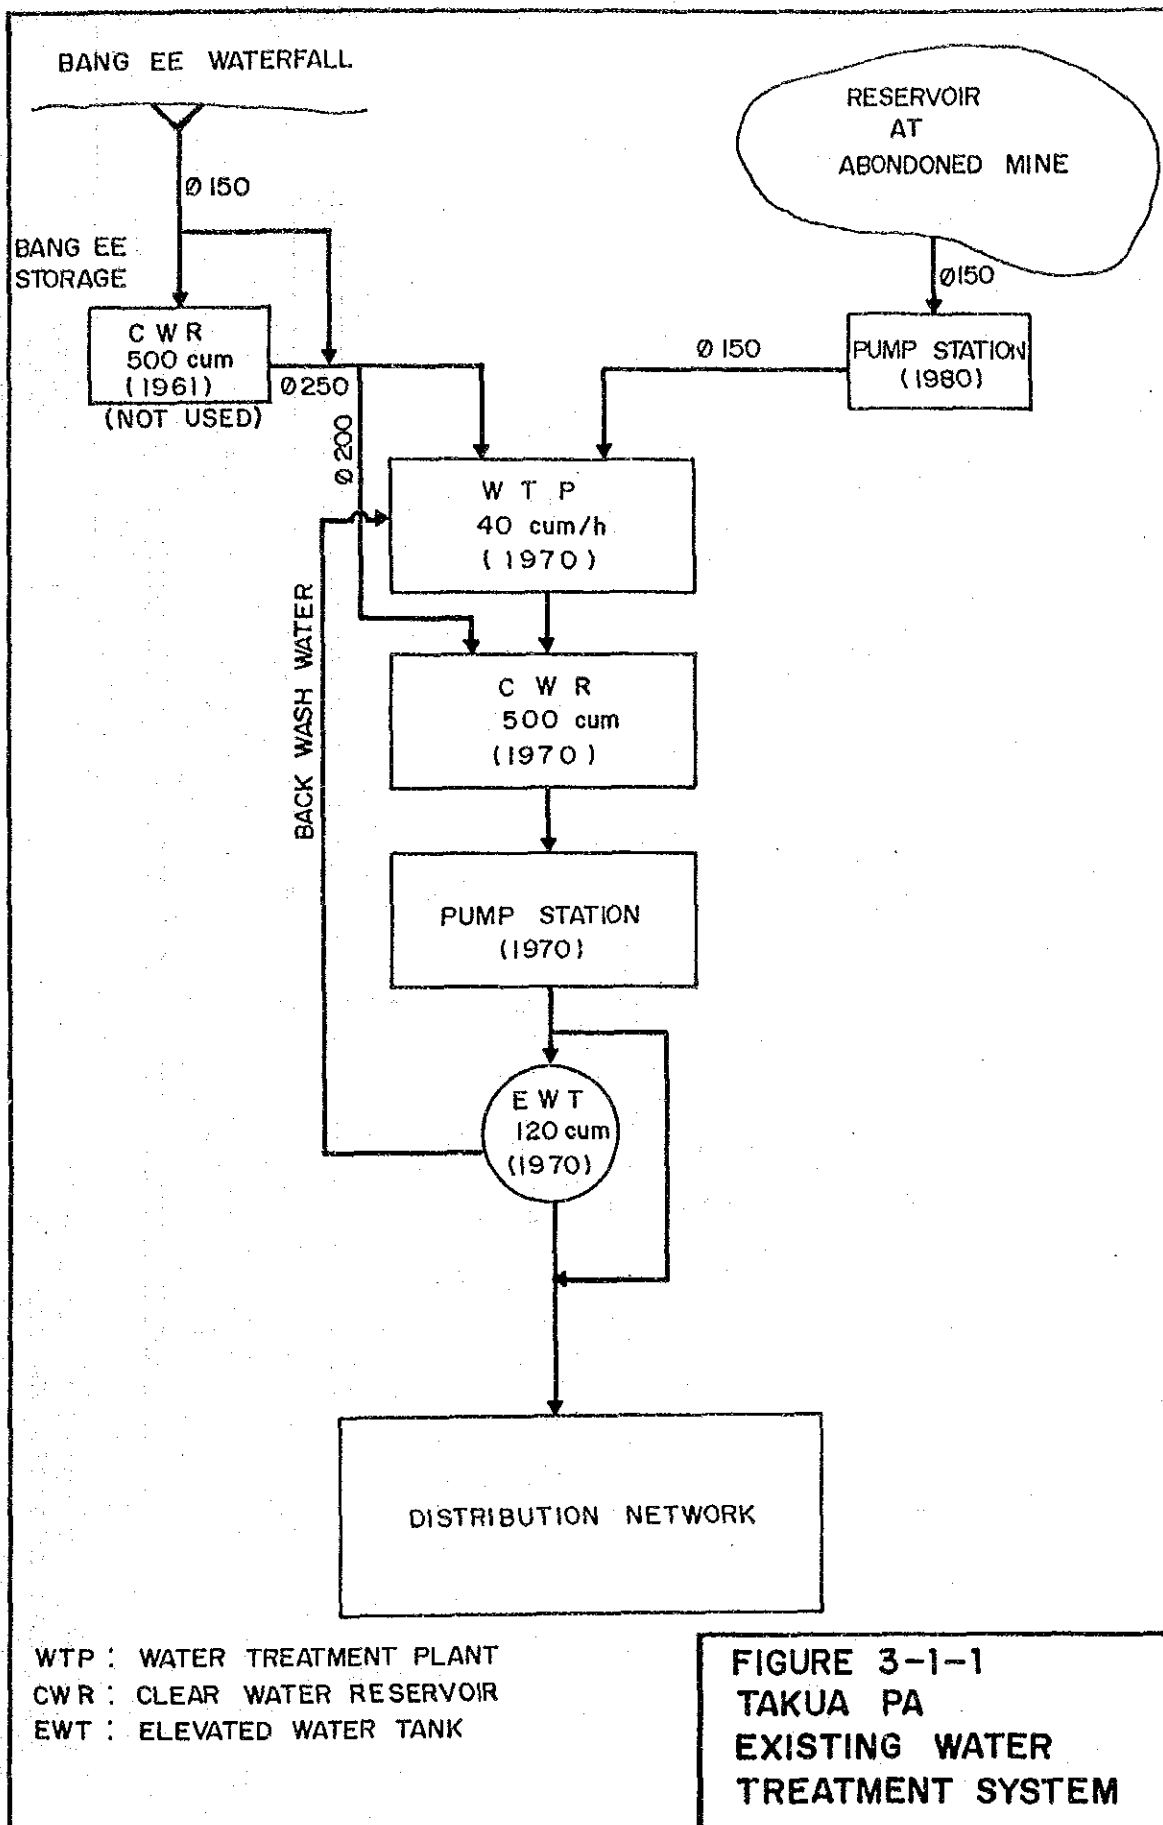 BANG EE WATERFALL
RESERVOIR
AT
ABONDONED MINE
Ø 150
BANG EE
STORAGE
Ø150
C W R
500 cum
(1961)
(NOT USED)
Ø250
Ø 200
Ø 150
PUMP STATION
(1980)
W T P
40 cum/h
(1970)
BACK WASH WATER
C W R
500 cum
(1970)
PUMP STATION
(1970)
E W T
120 cum
(1970)
DISTRIBUTION NETWORK
WTP : WATER TREATMENT PLANT
CWR : CLEAR WATER RESERVOIR
EWT : ELEVATED WATER TANK
FIGURE 3-1-1
TAKUA PA
EXISTING WATER
TREATMENT SYSTEM